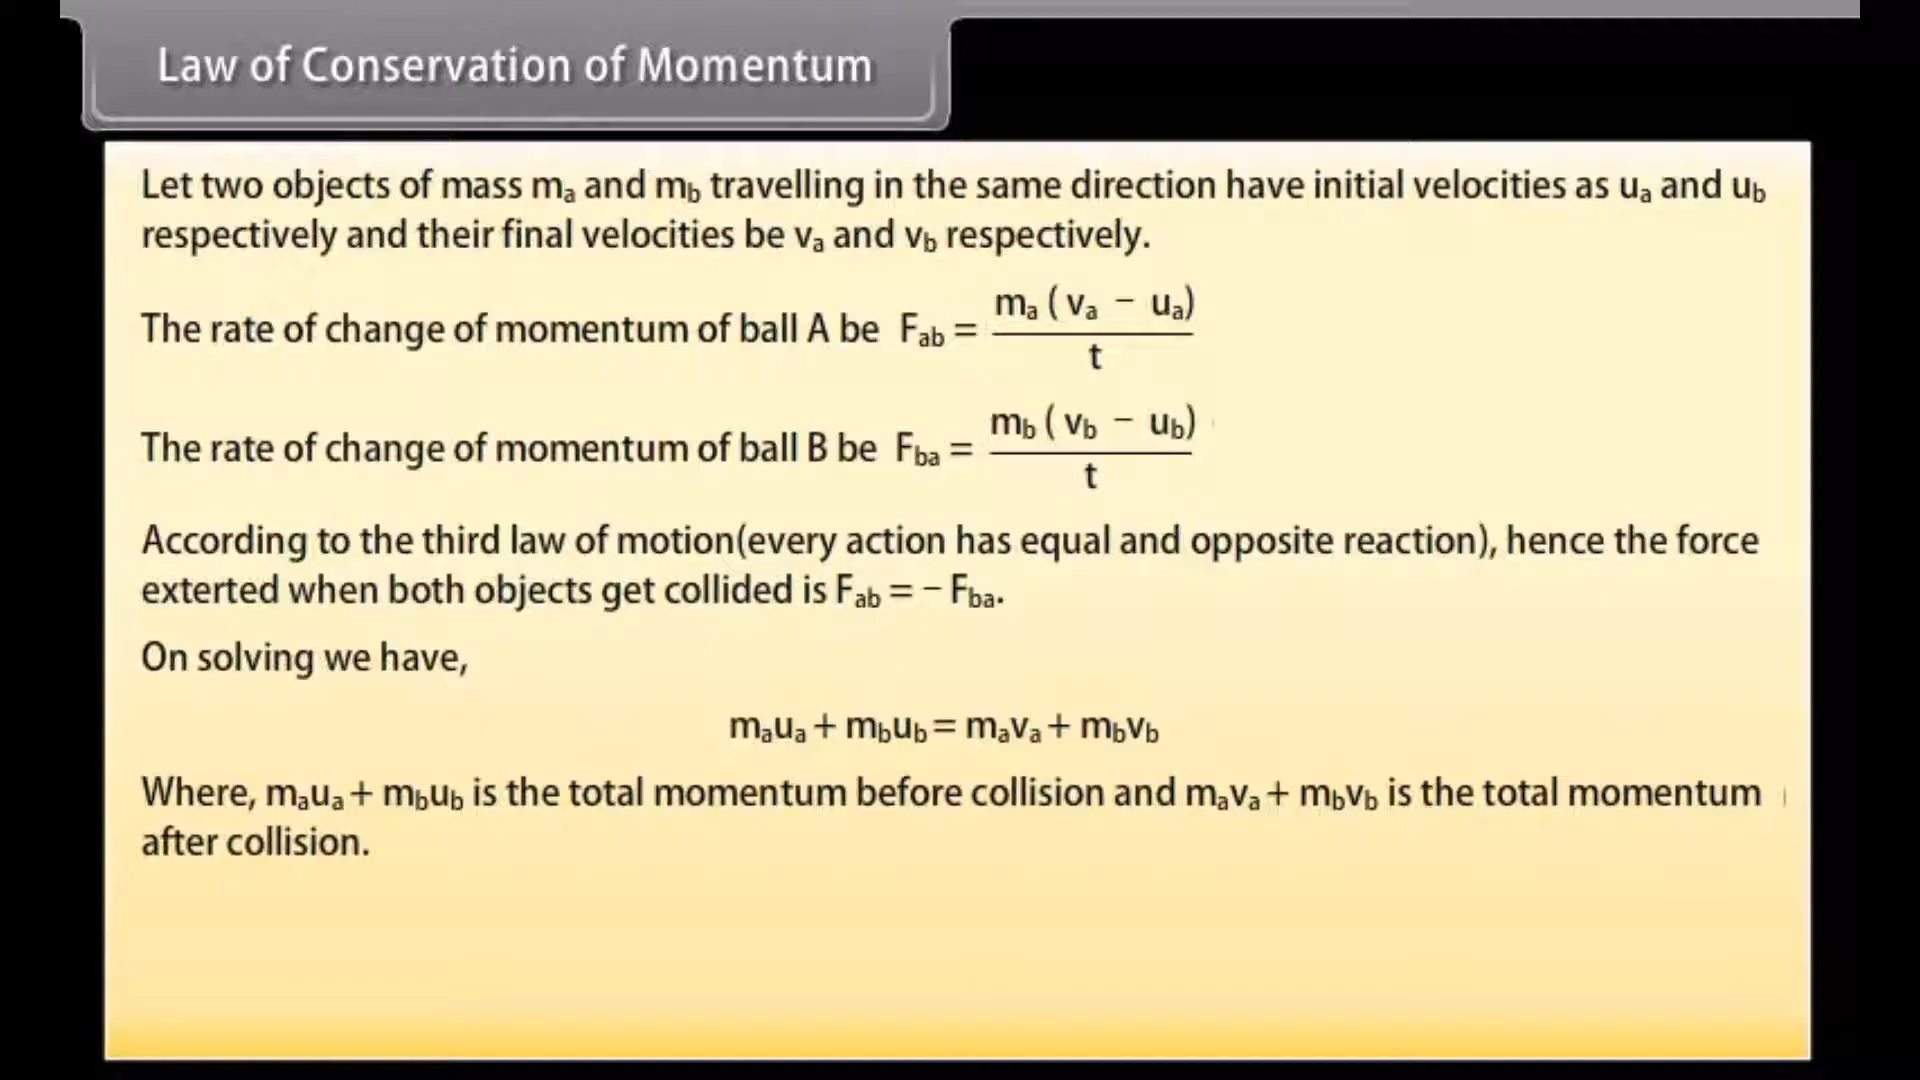 Law of Conservation of Momentum
Let two objects of mass mₐ and m_b travelling in the same direction have initial velocities as uₐ and u_b
respectively and their final velocities be vₐ and v_b respectively.
The rate of change of momentum of ball A be F_ab = mₐ ( vₐ − uₐ) / t
The rate of change of momentum of ball B be F_ba = m_b ( v_b − u_b) / t
According to the third law of motion(every action has equal and opposite reaction), hence the force
exterted when both objects get collided is F_ab = − F_ba.
On solving we have,
mₐuₐ + m_bu_b = mₐvₐ + m_bv_b
Where, mₐuₐ + m_bu_b is the total momentum before collision and mₐvₐ + m_bv_b is the total momentum
after collision.